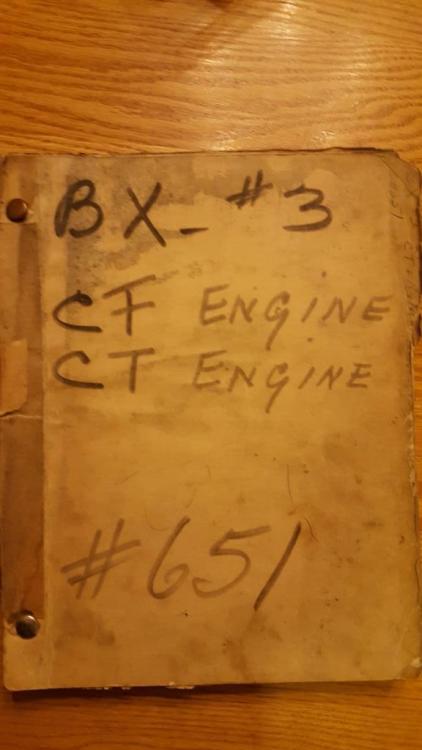 BX- #3
CF ENGINE
CT ENGINE
#651